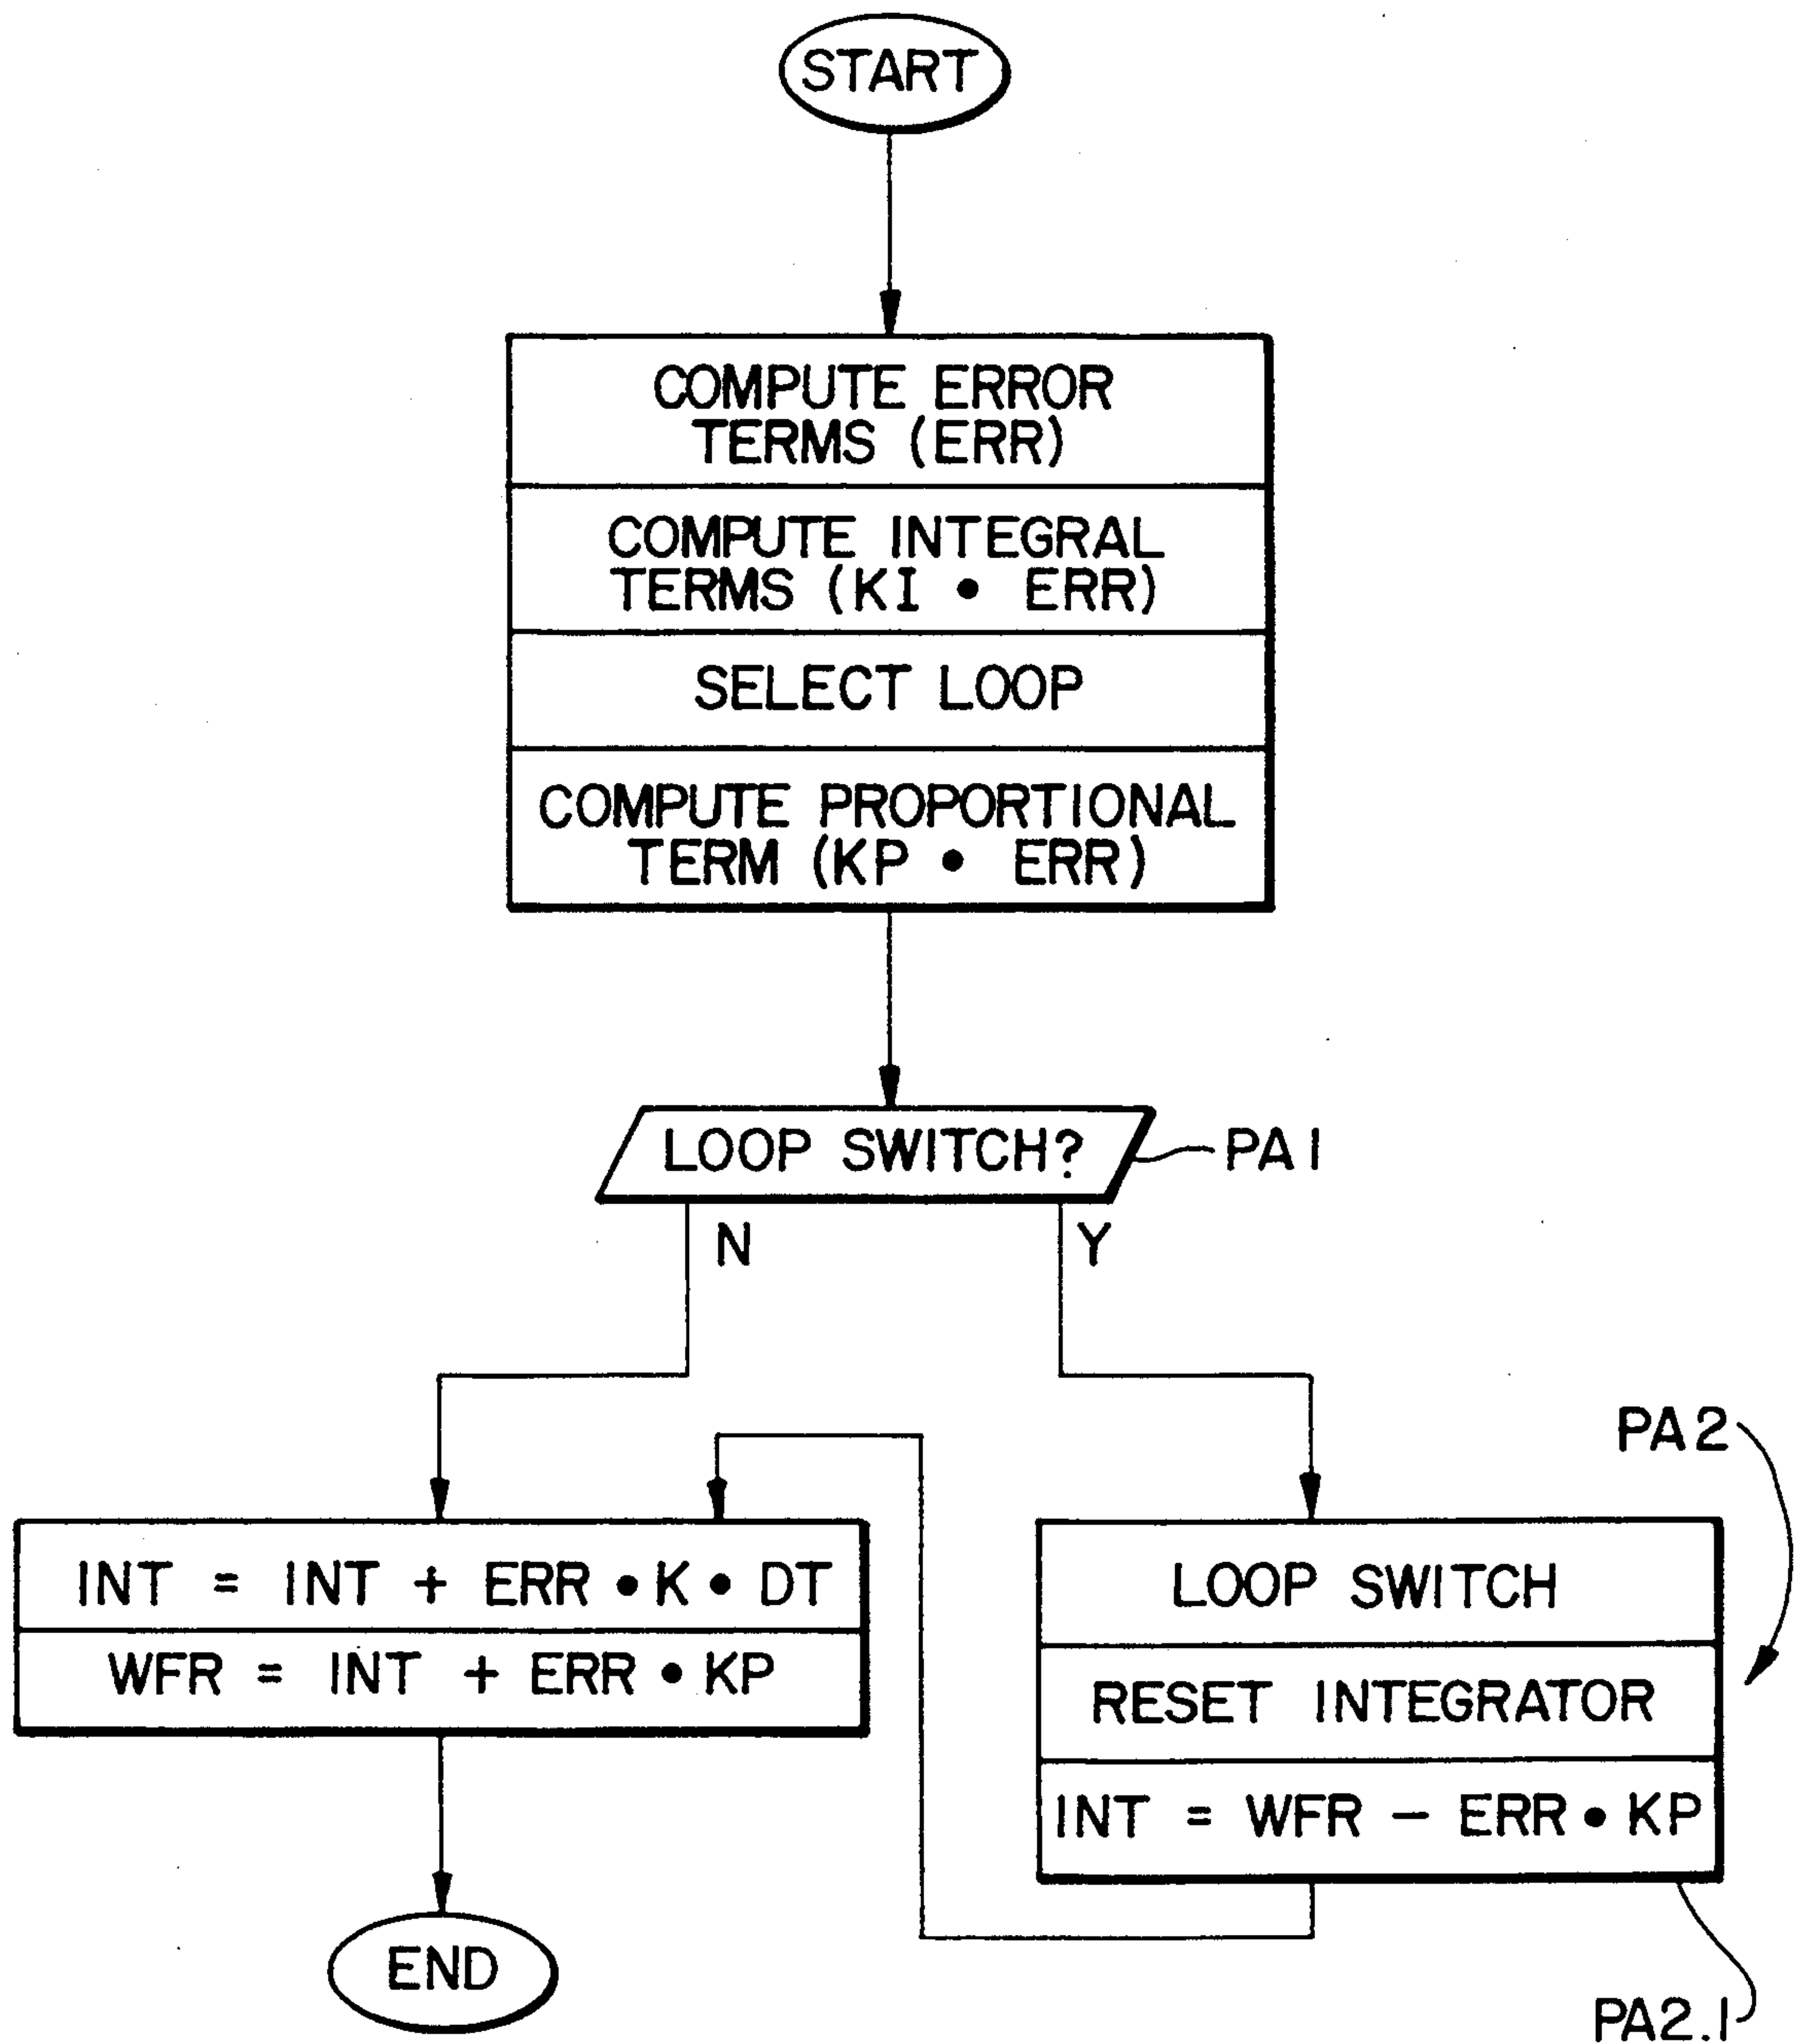 START
COMPUTE ERROR
TERMS (ERR)
COMPUTE INTEGRAL
TERMS (KI • ERR)
SELECT LOOP
COMPUTE PROPORTIONAL
TERM (KP • ERR)
LOOP SWITCH?
PA1
N
Y
PA2
INT = INT + ERR • K • DT
WFR = INT + ERR • KP
LOOP SWITCH
RESET INTEGRATOR
INT = WFR – ERR • KP
END
PA2.1